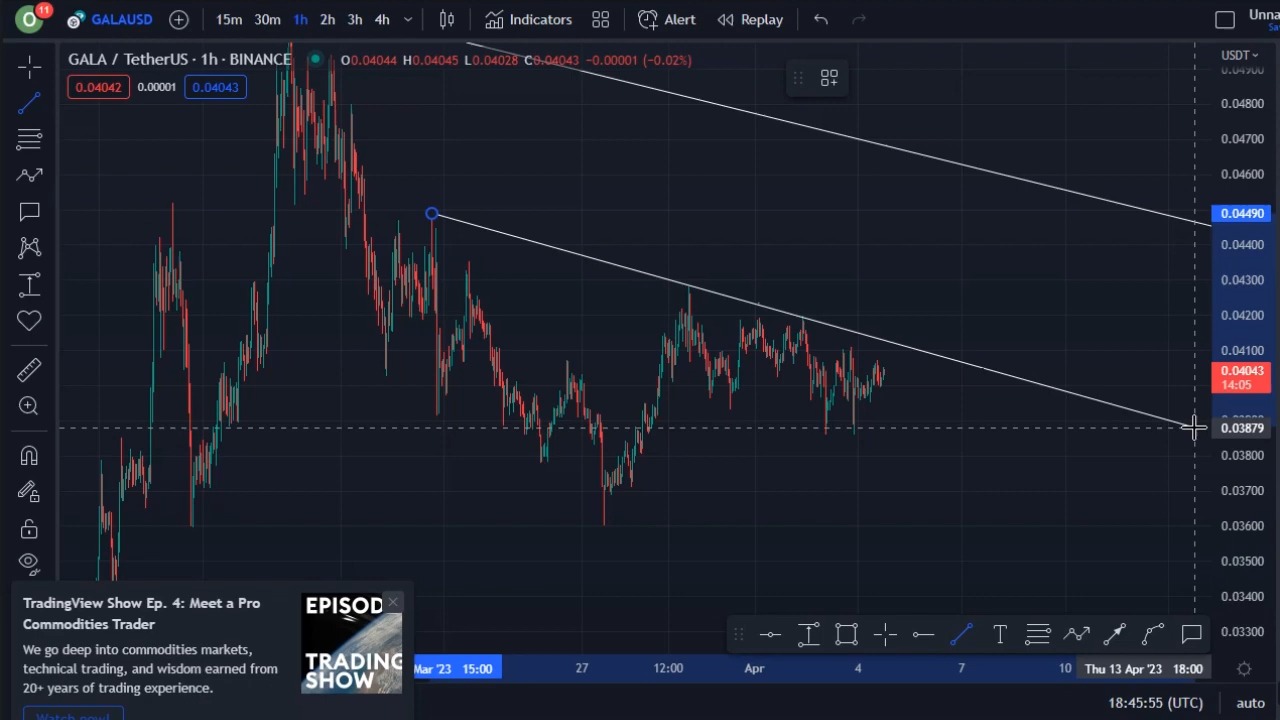 O 11 GALAUSD 15m 30m 1h 2h 3h 4h Indicators Alert Replay Unna
Sa
GALA / TetherUS · 1h · BINANCE O0.04044 H0.04045 L0.04028 C0.04043 -0.00001 (-0.02%)
USDT
0.04042 0.00001 0.04043
0.04900
0.04800
0.04700
0.04600
0.04490
0.04400
0.04300
0.04200
0.04100
0.04043
14:05
0.03879
0.03800
0.03700
0.03600
0.03500
0.03400
0.03300
TradingView Show Ep. 4: Meet a Pro
Commodities Trader
We go deep into commodities markets,
technical trading, and wisdom earned from
20+ years of trading experience.
Watch now!
EPISOD
TRADING
SHOW
T
Mar '23 15:00 27 12:00 Apr 4 7 10 Thu 13 Apr '23 18:00
18:45:55 (UTC) auto